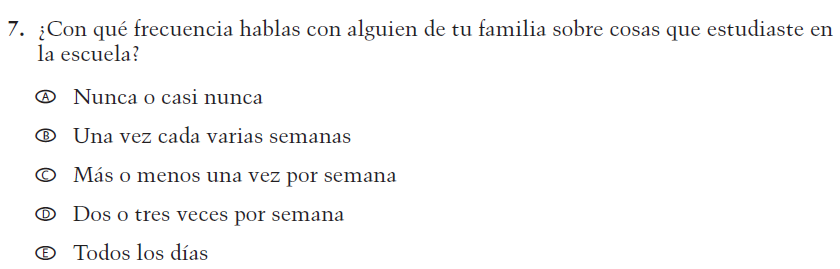 7. ¿Con qué frecuencia hablas con alguien de tu familia sobre cosas que estudiaste en
la escuela?
A Nunca o casi nunca
B Una vez cada varias semanas
C Más o menos una vez por semana
D Dos o tres veces por semana
E Todos los días